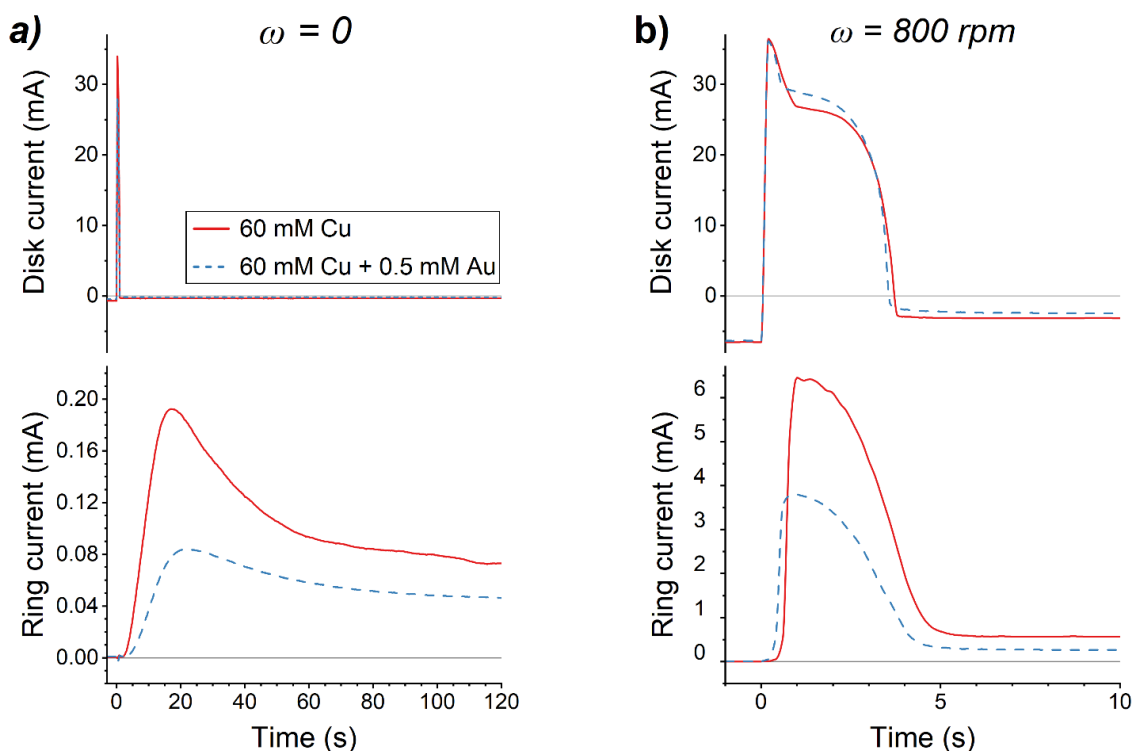 a)
ω = 0
Disk current (mA)
30
20
10
0
60 mM Cu
60 mM Cu + 0.5 mM Au
Ring current (mA)
0.20
0.16
0.12
0.08
0.04
0.00
0 20 40 60 80 100 120
Time (s)
b)
ω = 800 rpm
Disk current (mA)
30
20
10
0
Ring current (mA)
6
5
4
3
2
1
0
0 5 10
Time (s)